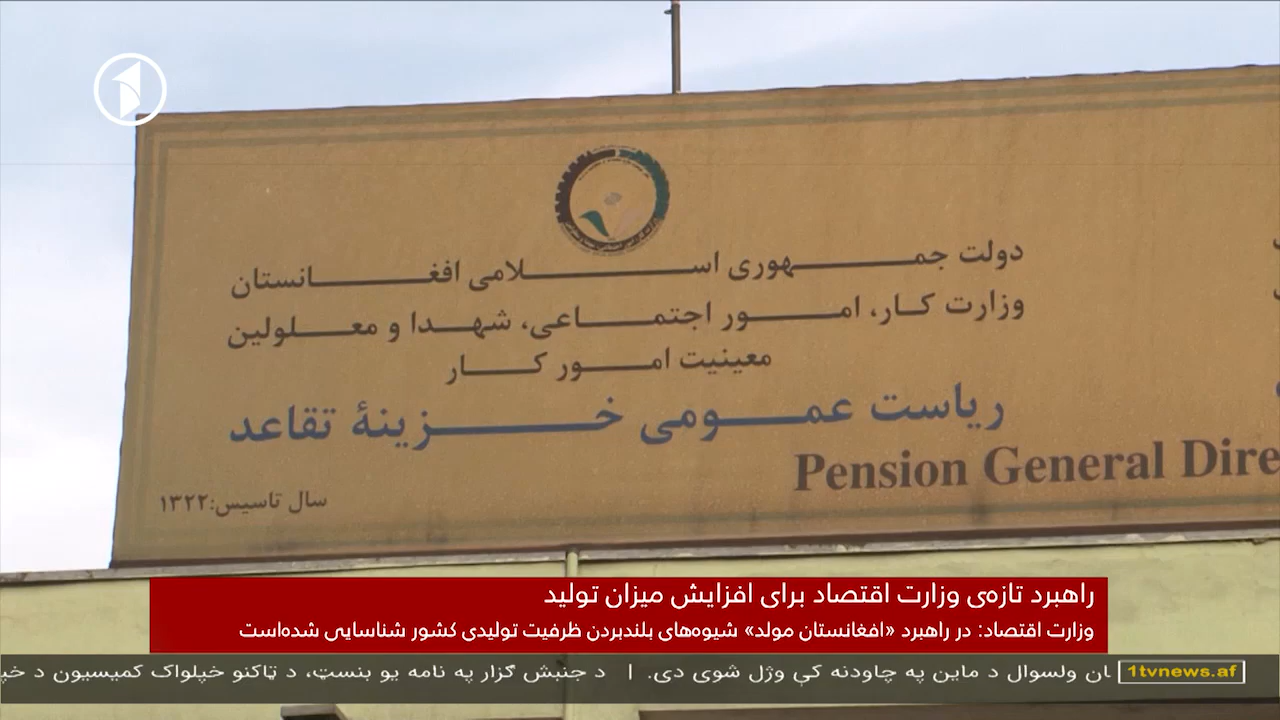 دولت جمهوری اسلامی افغانستان
وزارت کار، امور اجتماعی، شهدا و معلولین
معینیت امور کار
ریاست عمومی خزینهٔ تقاعد
Pension General Dire
سال تاسیس:۱۳۲۲
راهبرد تازه‌ی وزارت اقتصاد برای افزایش میزان تولید
وزارت اقتصاد: در راهبرد «افغانستان مولد» شیوه‌های بلندبردن ظرفیت تولیدی کشور شناسایی شده‌است
ان ولسوال د ماین په چاودنه کې وژل شوی دی. | د جنبش ګزار په نامه یو بنسټ، د ټاکنو خپلواک کمیسیون د خپ
1tvnews.af